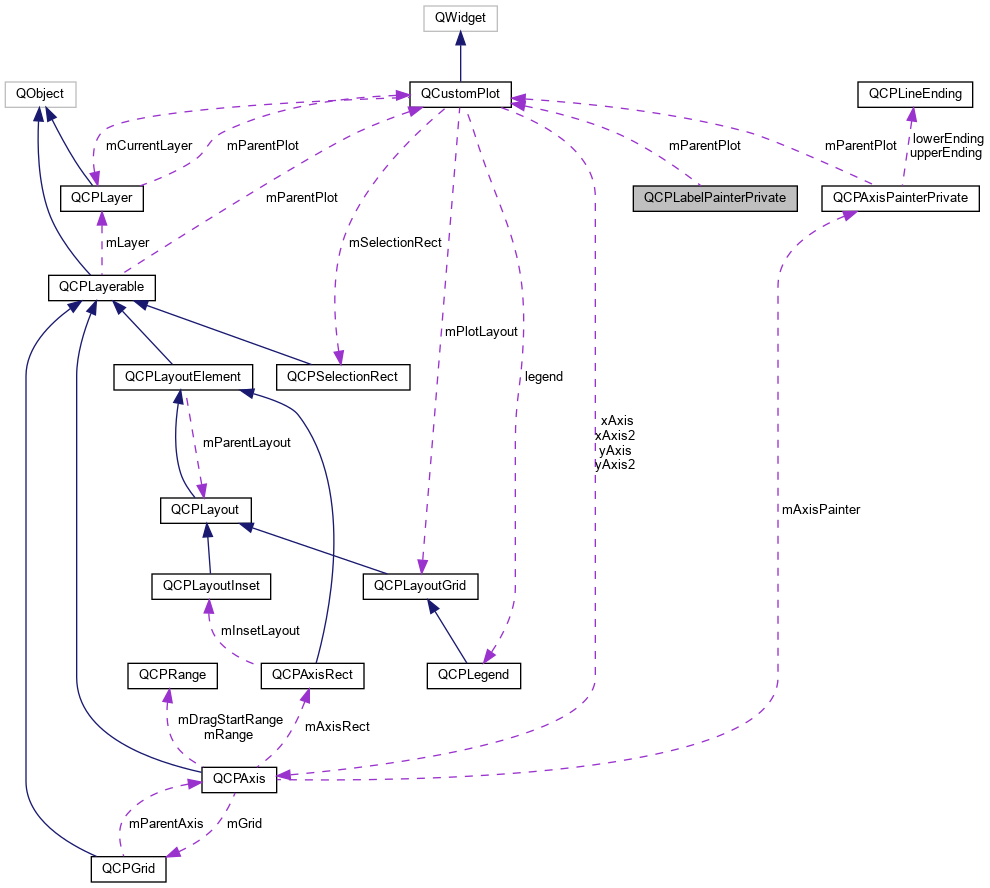 QWidget
QObject
QCustomPlot
QCPLineEnding
mCurrentLayer
mParentPlot
mParentPlot
mParentPlot
lowerEnding
upperEnding
QCPLayer
mParentPlot
QCPLabelPainterPrivate
QCPAxisPainterPrivate
mLayer
mSelectionRect
QCPLayerable
mPlotLayout
QCPLayoutElement
QCPSelectionRect
legend
mParentLayout
xAxis
xAxis2
yAxis
yAxis2
QCPLayout
mAxisPainter
QCPLayoutInset
QCPLayoutGrid
mInsetLayout
QCPRange
QCPAxisRect
QCPLegend
mDragStartRange
mRange
mAxisRect
QCPAxis
mParentAxis
mGrid
QCPGrid